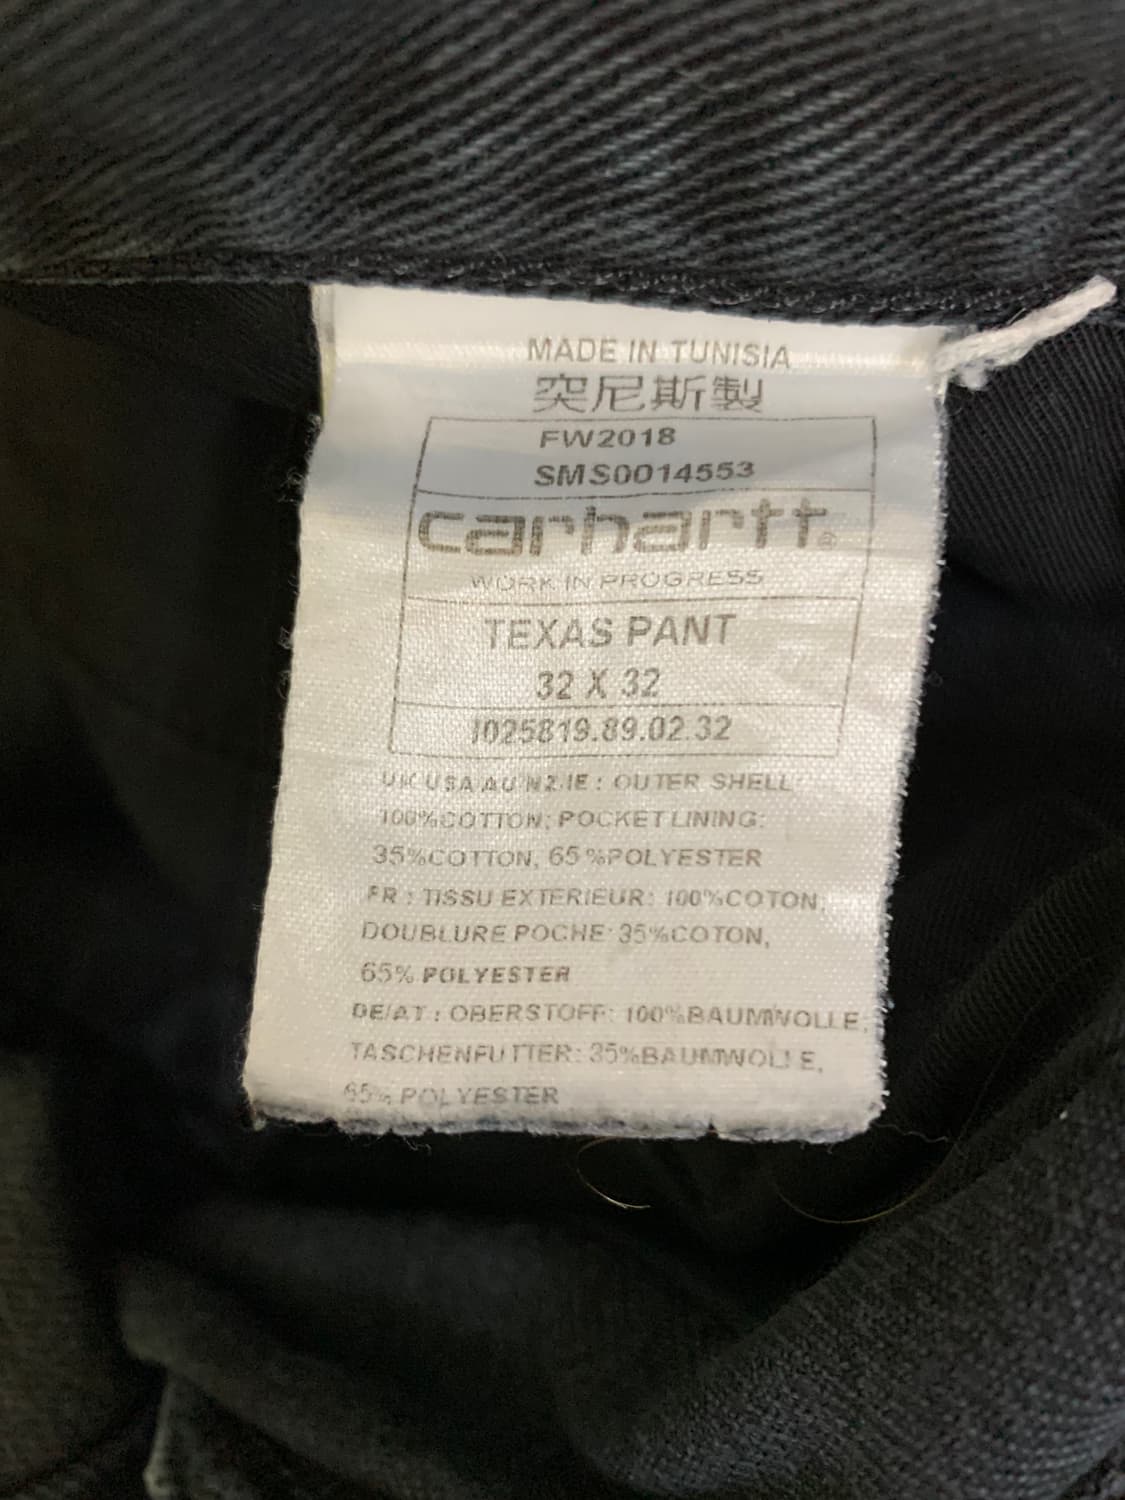 MADE IN TUNISIA
突尼斯製
FW2018
SMS0014553
carhartt®
WORK IN PROGRESS
TEXAS PANT
32 X 32
I025819.89.02.32
UK USA AU NZ IE : OUTER SHELL:
100%COTTON; POCKET LINING:
35%COTTON, 65%POLYESTER
FR : TISSU EXTERIEUR: 100%COTON;
DOUBLURE POCHE: 35%COTON,
65% POLYESTER
DE/AT : OBERSTOFF: 100%BAUMWOLLE;
TASCHENFUTTER: 35%BAUMWOLLE,
65% POLYESTER